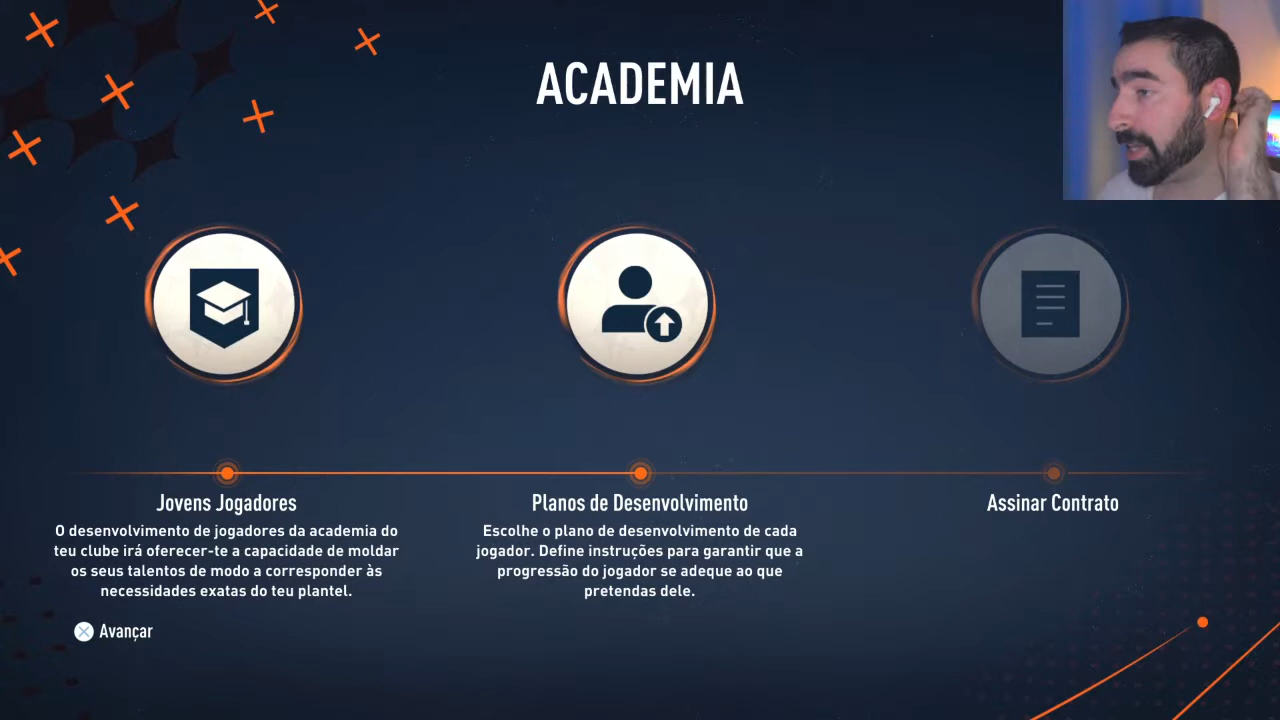 ACADEMIA
Jovens Jogadores
O desenvolvimento de jogadores da academia do
teu clube irá oferecer-te a capacidade de moldar
os seus talentos de modo a corresponder às
necessidades exatas do teu plantel.
Planos de Desenvolvimento
Escolhe o plano de desenvolvimento de cada
jogador. Define instruções para garantir que a
progressão do jogador se adeque ao que
pretendas dele.
Assinar Contrato
Avançar